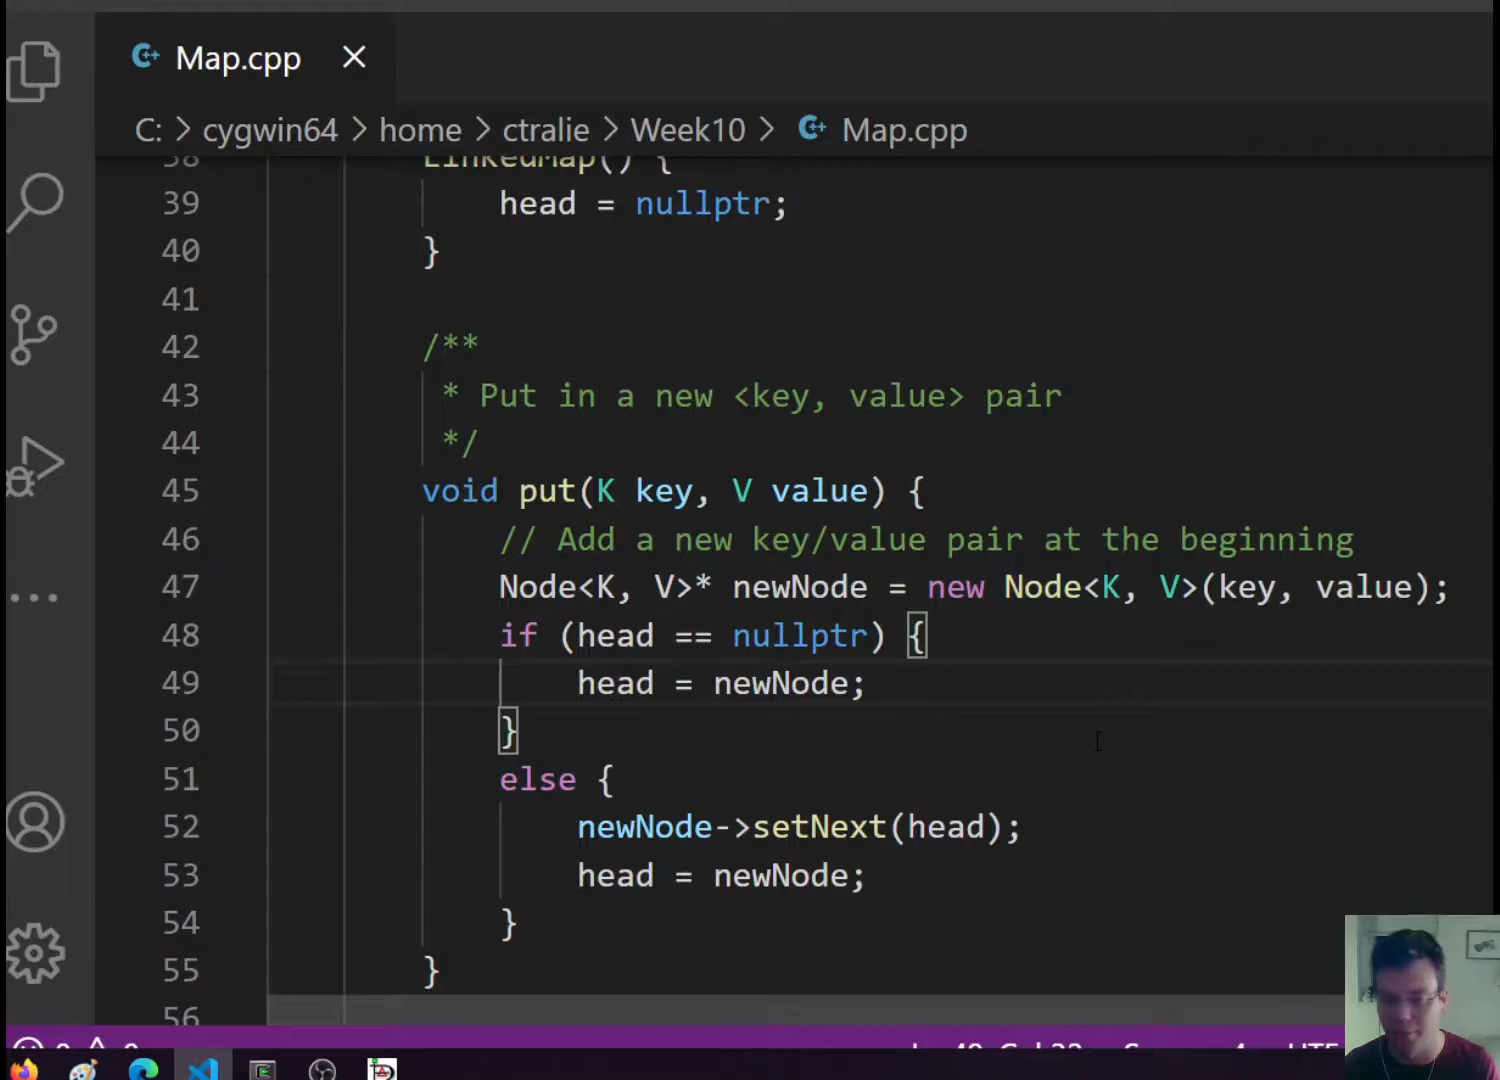 Map.cpp
C: > cygwin64 > home > ctralie > Week10 > Map.cpp
38 LinkedMap() {
39 head = nullptr;
40 }
41
42 /**
43 * Put in a new <key, value> pair
44 */
45 void put(K key, V value) {
46 // Add a new key/value pair at the beginning
47 Node<K, V>* newNode = new Node<K, V>(key, value);
48 if (head == nullptr) {
49 head = newNode;
50 }
51 else {
52 newNode->setNext(head);
53 head = newNode;
54 }
55 }
56